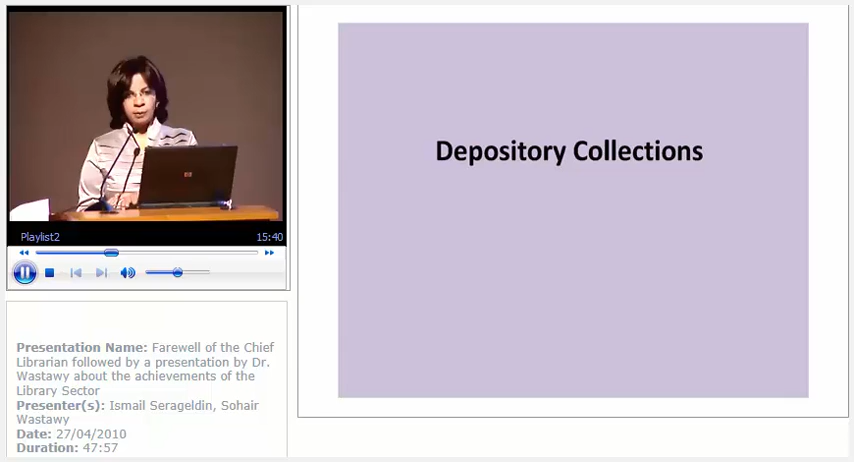 Depository Collections
Playlist2 15:40
Presentation Name: Farewell of the Chief
Librarian followed by a presentation by Dr.
Wastawy about the achievements of the
Library Sector
Presenter(s): Ismail Serageldin, Sohair
Wastawy
Date: 27/04/2010
Duration: 47:57